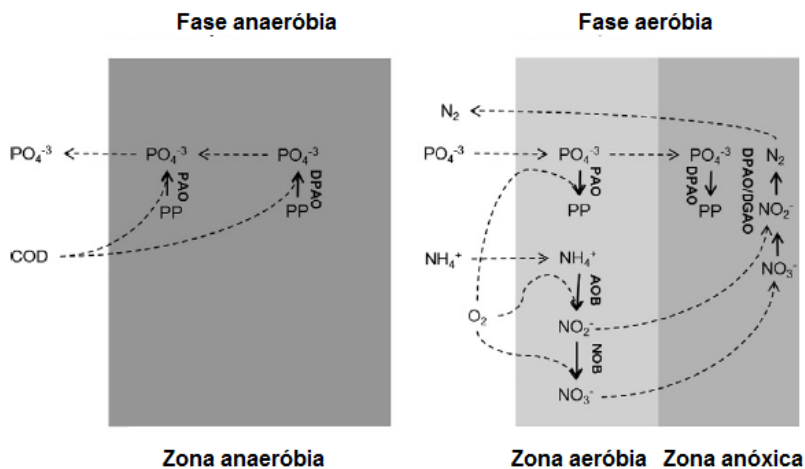 Fase anaeróbia
PO₄⁻³
PO₄⁻³
PO₄⁻³
PAO
DPAO
PP
PP
COD
Zona anaeróbia
Fase aeróbia
N₂
PO₄⁻³
PO₄⁻³
PO₄⁻³
N₂
PAO
DPAO
DPAO/DGAO
PP
PP
NO₂⁻
NH₄⁺
NH₄⁺
NO₃⁻
AOB
O₂
NO₂⁻
NOB
NO₃⁻
Zona aeróbia
Zona anóxica